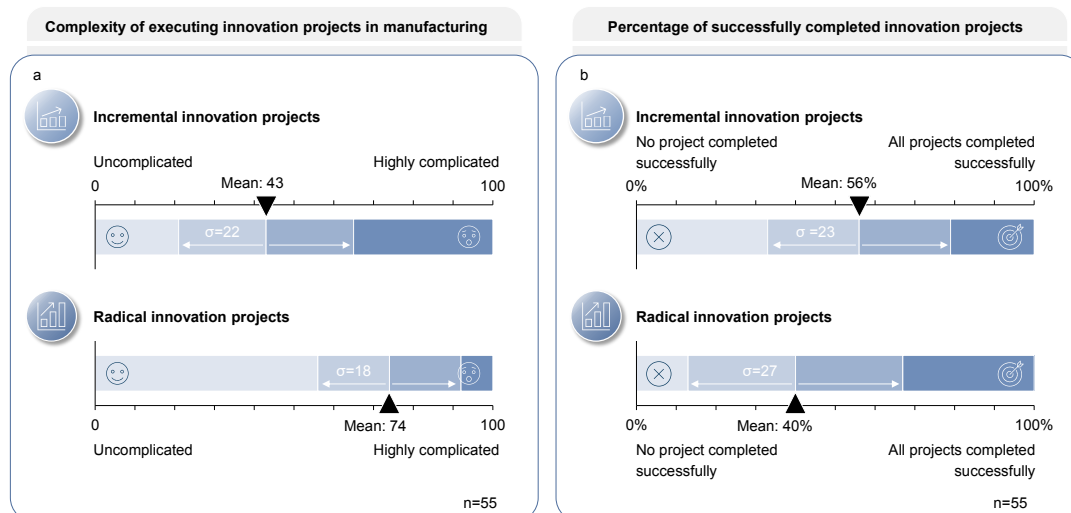 Complexity of executing innovation projects in manufacturing
a
Incremental innovation projects
Uncomplicated Highly complicated
0 Mean: 43 100
σ=22
Radical innovation projects
σ=18
0 Mean: 74 100
Uncomplicated Highly complicated
n=55
Percentage of successfully completed innovation projects
b
Incremental innovation projects
No project completed All projects completed
successfully successfully
0% Mean: 56% 100%
σ =23
Radical innovation projects
σ=27
0% Mean: 40% 100%
No project completed All projects completed
successfully successfully
n=55